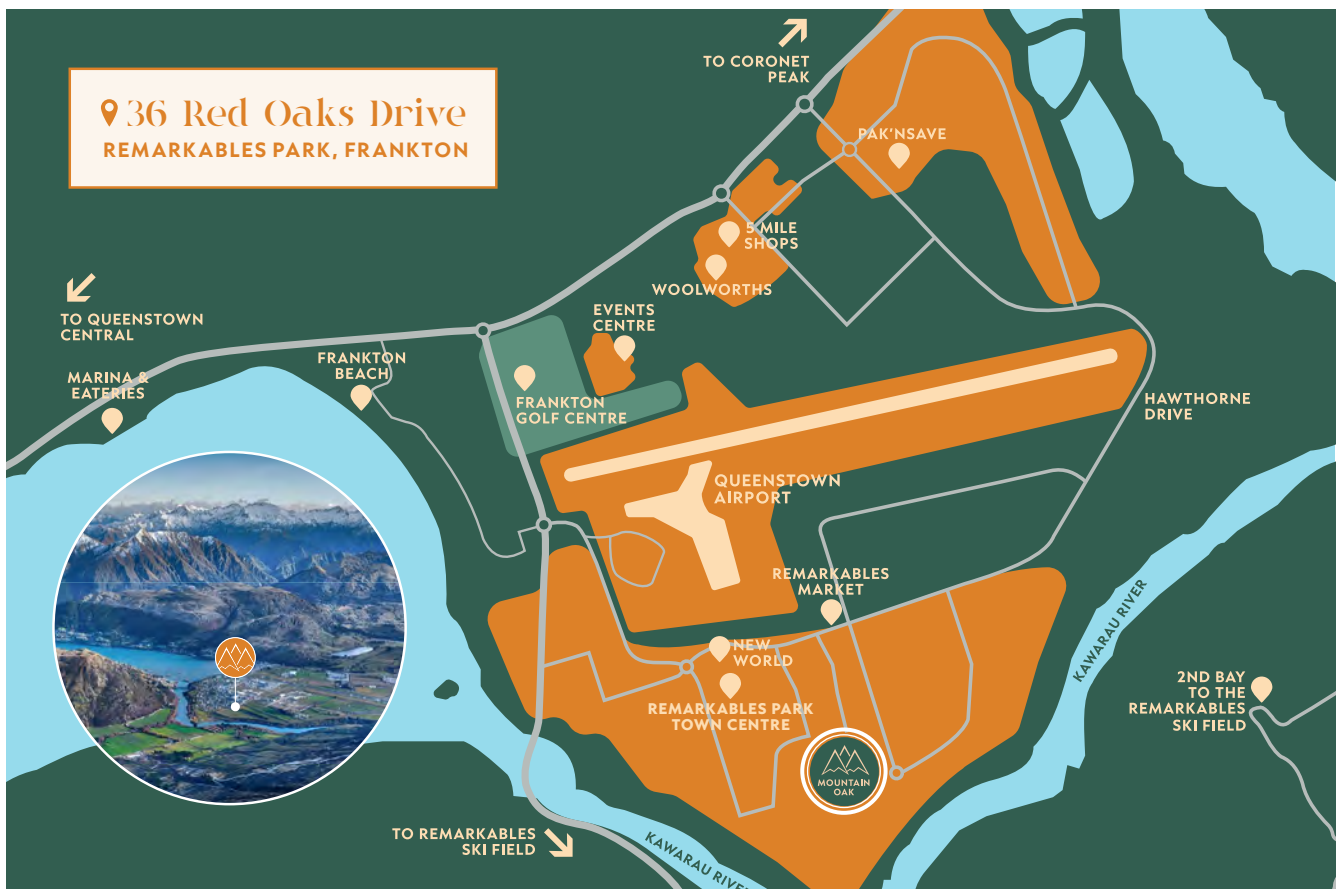 36 Red Oaks Drive
REMARKABLES PARK, FRANKTON
TO CORONET
PEAK
PAK'NSAVE
5 MILE
SHOPS
WOOLWORTHS
TO QUEENSTOWN
CENTRAL
EVENTS
CENTRE
FRANKTON
BEACH
MARINA &
EATERIES
FRANKTON
GOLF CENTRE
HAWTHORNE
DRIVE
QUEENSTOWN
AIRPORT
REMARKABLES
MARKET
NEW
WORLD
REMARKABLES PARK
TOWN CENTRE
KAWARAU RIVER
2ND BAY
TO THE
REMARKABLES
SKI FIELD
MOUNTAIN
OAK
TO REMARKABLES
SKI FIELD
KAWARAU RIVER